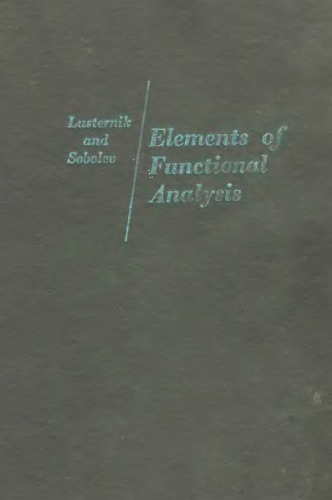 Lusternik
and
Sobolev
Elements of
Functional
Analysis